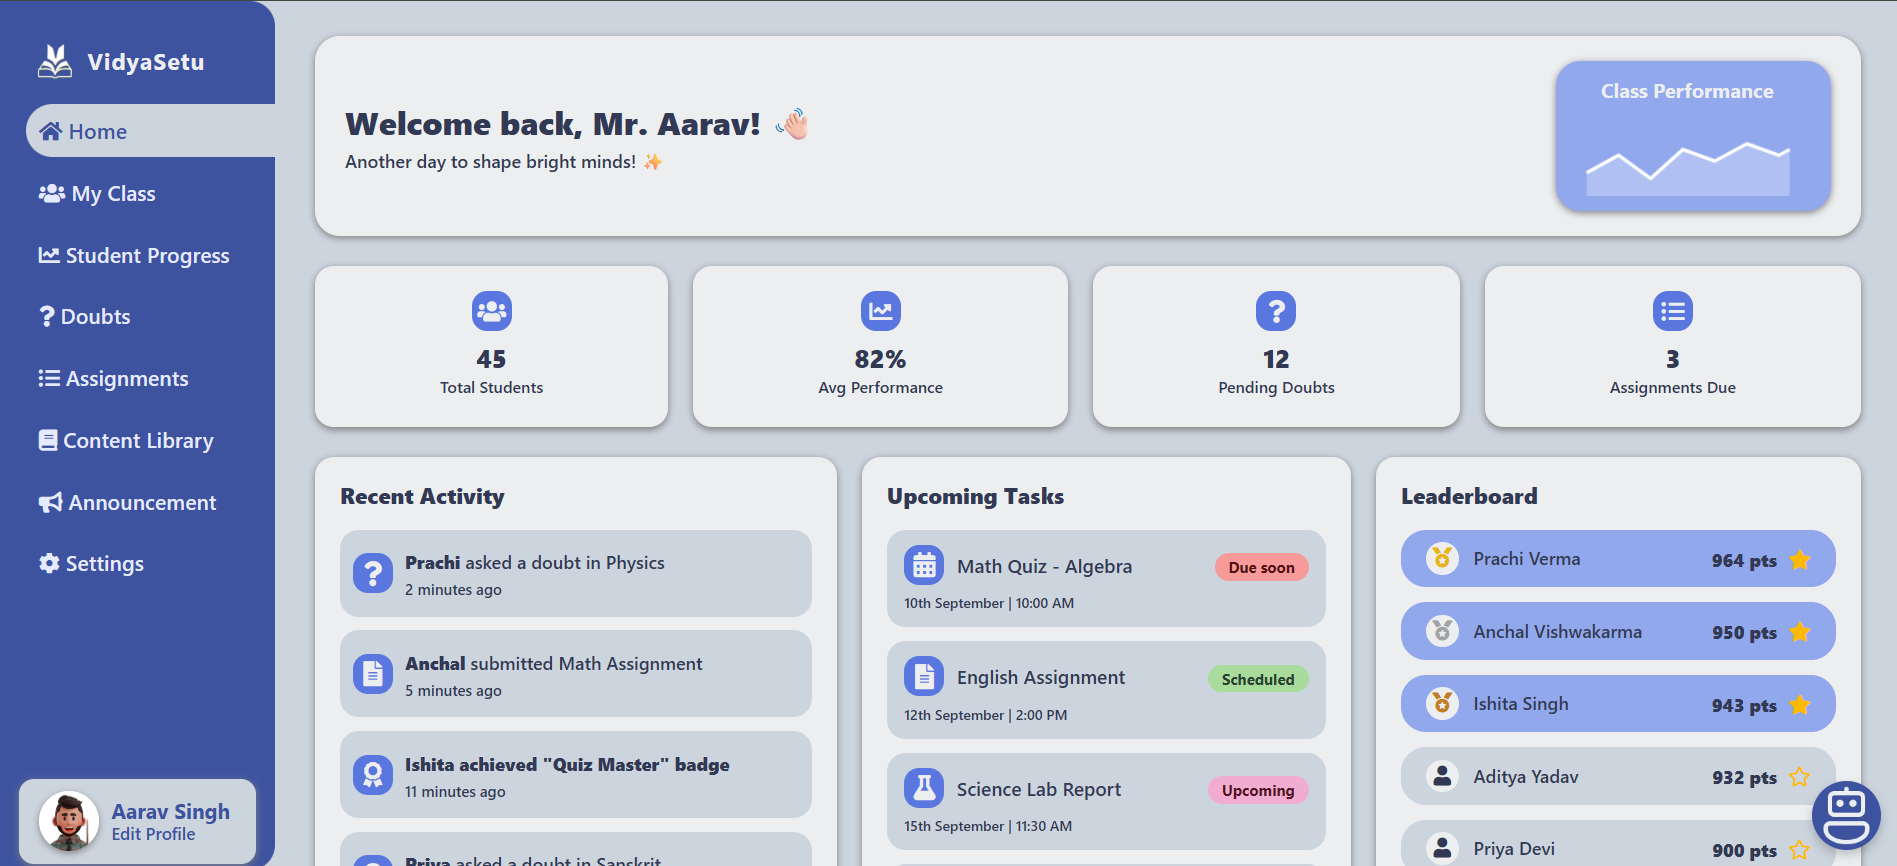 VidyaSetu
Home
My Class
Student Progress
Doubts
Assignments
Content Library
Announcement
Settings
Aarav Singh
Edit Profile
Welcome back, Mr. Aarav! 👋🏻
Another day to shape bright minds! ✨
Class Performance
45
Total Students
82%
Avg Performance
12
Pending Doubts
3
Assignments Due
Recent Activity
Prachi asked a doubt in Physics
2 minutes ago
Anchal submitted Math Assignment
5 minutes ago
Ishita achieved "Quiz Master" badge
11 minutes ago
Priya asked a doubt in Sanskrit
Upcoming Tasks
Math Quiz - Algebra Due soon
10th September | 10:00 AM
English Assignment Scheduled
12th September | 2:00 PM
Science Lab Report Upcoming
15th September | 11:30 AM
Leaderboard
Prachi Verma 964 pts
Anchal Vishwakarma 950 pts
Ishita Singh 943 pts
Aditya Yadav 932 pts
Priya Devi 900 pts